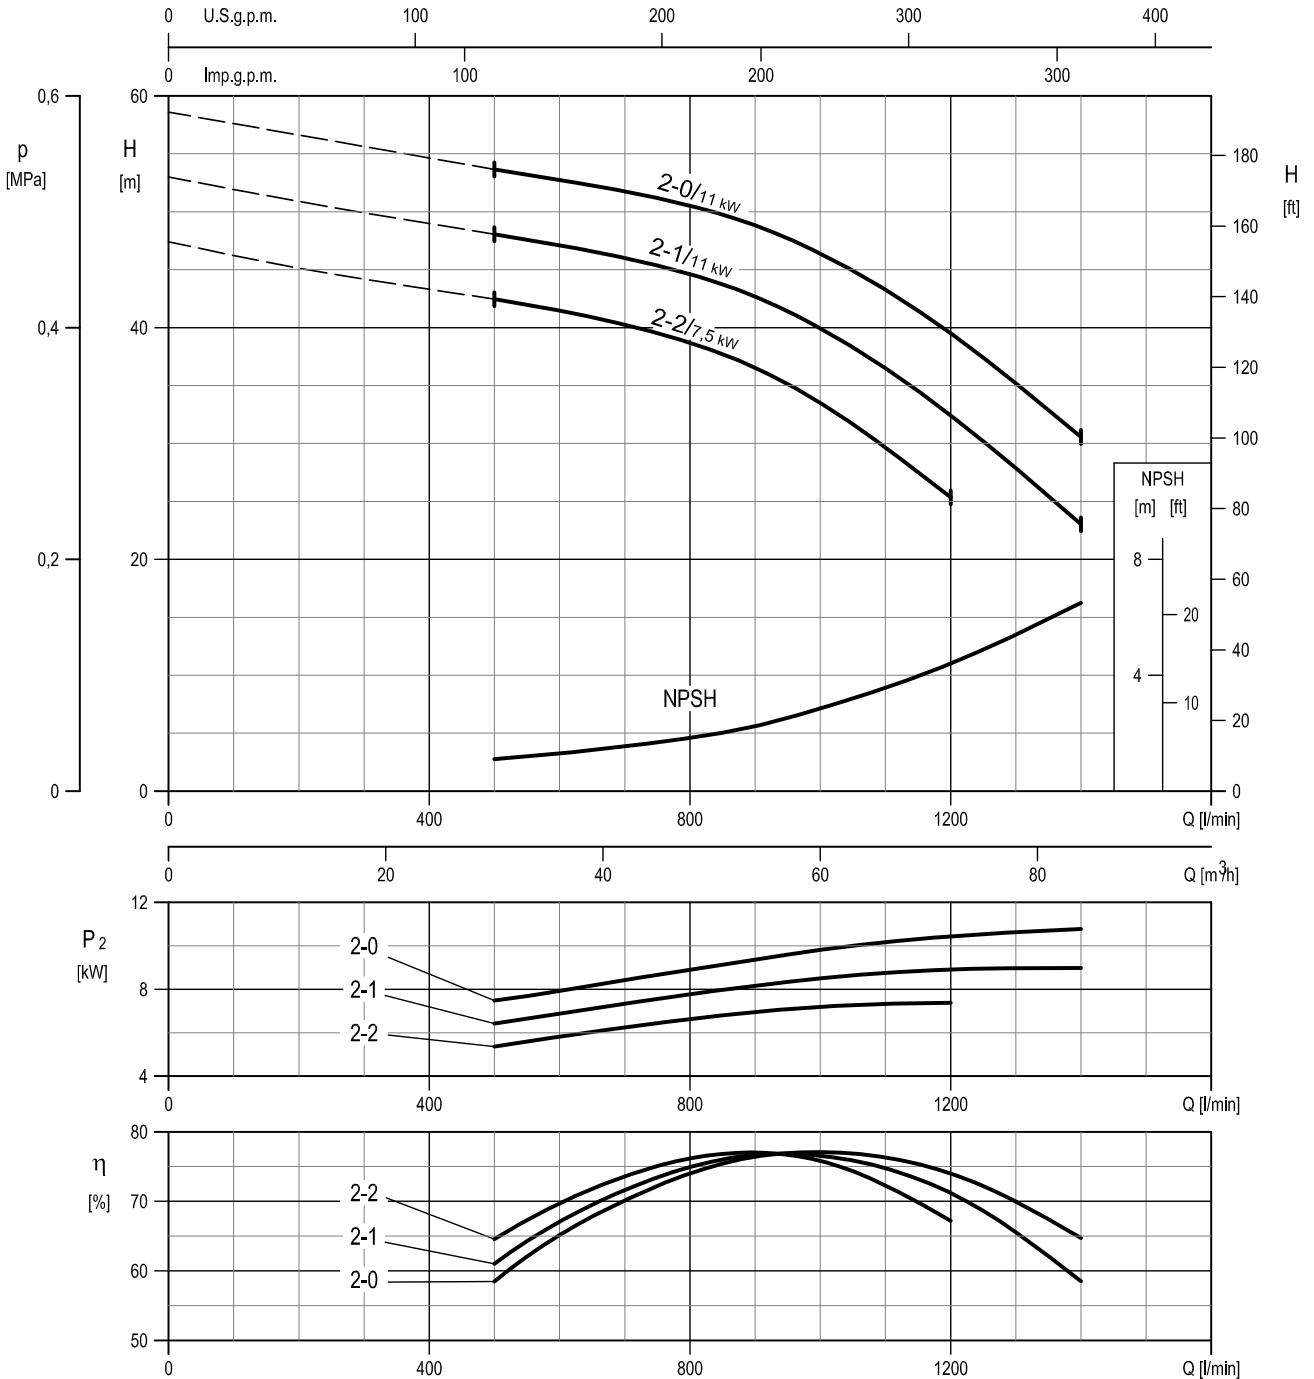 0 U.S.g.p.m. 100 200 300 400
0 Imp.g.p.m. 100 200 300
0,6 60
p H
[MPa] [m]
180
H
[ft]
2-0/11 kW
160
2-1/11 kW
140
0,4 40
2-2/7,5 kW
120
100
NPSH
[m] [ft]
80
0,2 20 8
60
20
40
4
NPSH
10
20
0 0 0
0 400 800 1200 Q [l/min]
0 20 40 60 80 Q [m³/h]
12
P2
[kW]
2-0
8
2-1
2-2
4
0 400 800 1200 Q [l/min]
80
η
[%]
2-2
70
2-1
60
2-0
50
0 400 800 1200 Q [l/min]